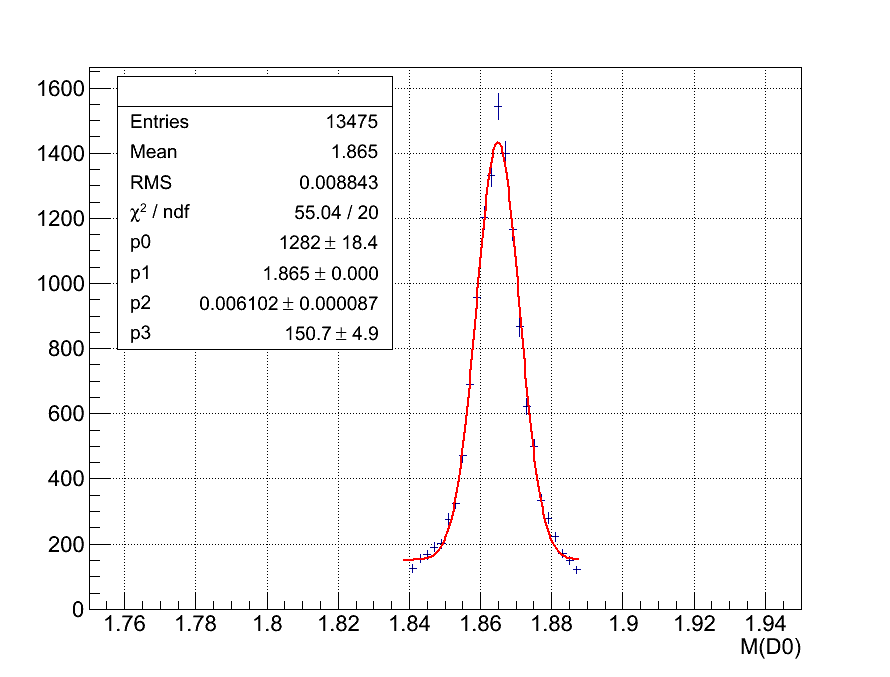 1600
1400
1200
1000
800
600
400
200
0
Entries 13475
Mean 1.865
RMS 0.008843
χ² / ndf 55.04 / 20
p0 1282 ± 18.4
p1 1.865 ± 0.000
p2 0.006102 ± 0.000087
p3 150.7 ± 4.9
1.76 1.78 1.8 1.82 1.84 1.86 1.88 1.9 1.92 1.94
M(D0)